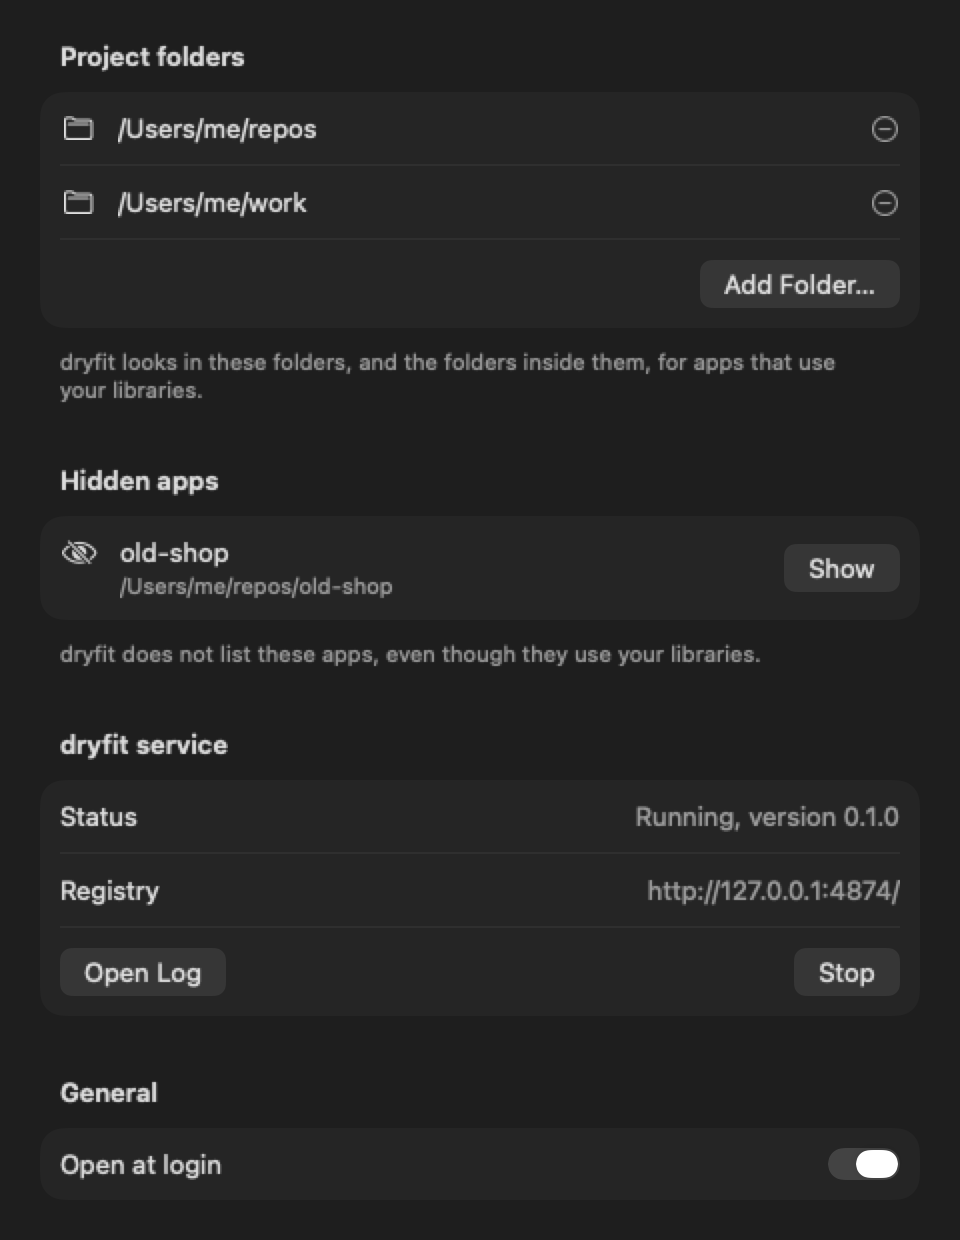 Project folders
/Users/me/repos
/Users/me/work
Add Folder...
dryfit looks in these folders, and the folders inside them, for apps that use
your libraries.
Hidden apps
old-shop
/Users/me/repos/old-shop
Show
dryfit does not list these apps, even though they use your libraries.
dryfit service
Status Running, version 0.1.0
Registry http://127.0.0.1:4874/
Open Log Stop
General
Open at login